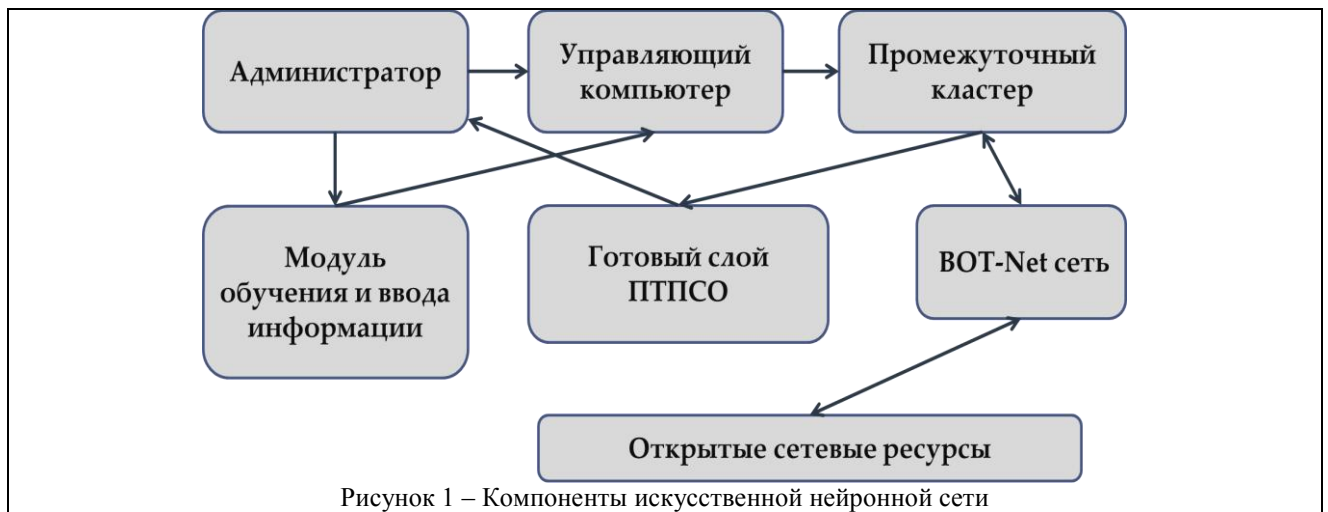 Администратор
Управляющий
компьютер
Промежуточный
кластер
Модуль
обучения и ввода
информации
Готовый слой
ПТПСО
BOT-Net сеть
Открытые сетевые ресурсы
Рисунок 1 – Компоненты искусственной нейронной сети